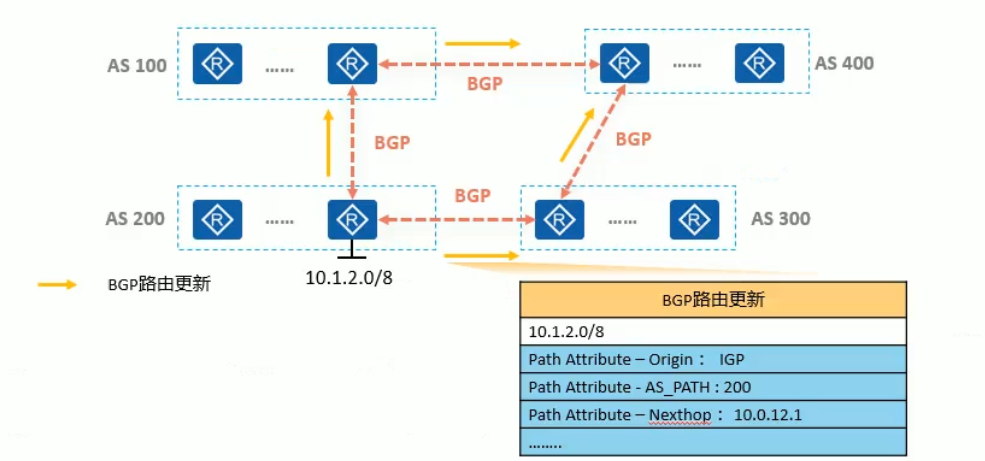 AS 100
R
……
R
BGP
R
……
R
AS 400
BGP
BGP
AS 200
R
……
R
BGP
R
……
R
AS 300
10.1.2.0/8
BGP路由更新
BGP路由更新
10.1.2.0/8
Path Attribute – Origin： IGP
Path Attribute - AS_PATH : 200
Path Attribute – Nexthop： 10.0.12.1
……..